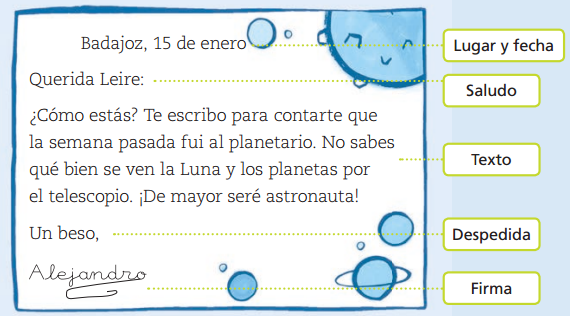 Badajoz, 15 de enero
Lugar y fecha
Querida Leire:
Saludo
¿Cómo estás? Te escribo para contarte que
la semana pasada fui al planetario. No sabes
qué bien se ven la Luna y los planetas por
el telescopio. ¡De mayor seré astronauta!
Texto
Un beso,
Despedida
Alejandro
Firma